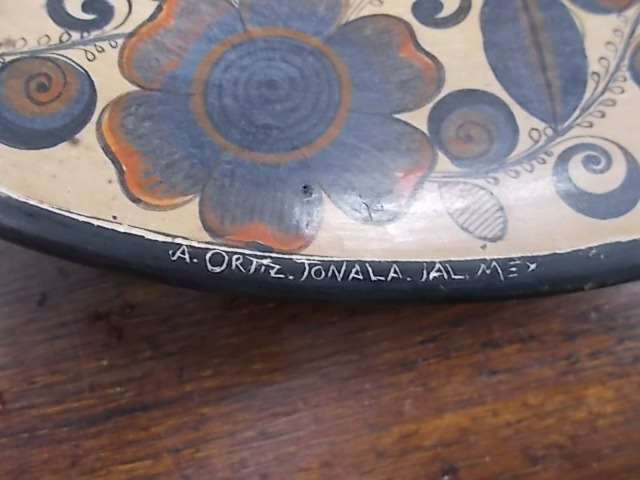 A. ORTIZ. TONALA. JAL. MEX